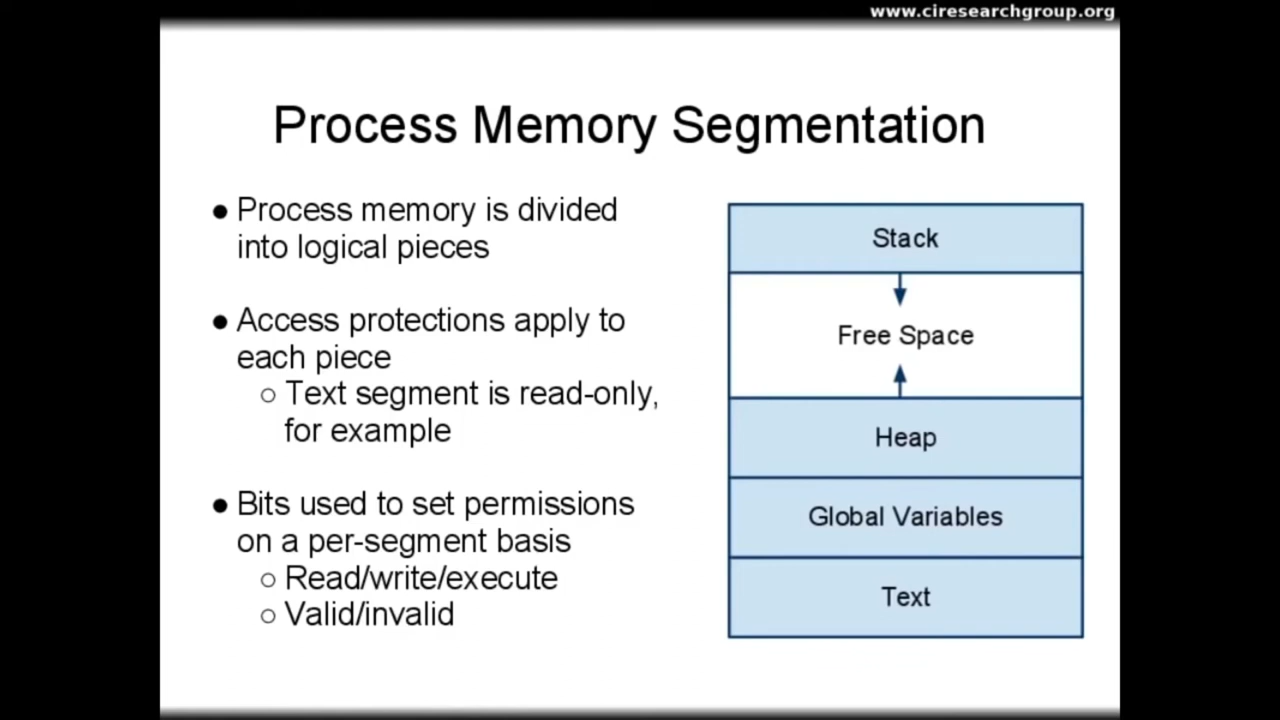 www.ciresearchgroup.org
Process Memory Segmentation
● Process memory is divided
into logical pieces
● Access protections apply to
each piece
○ Text segment is read-only,
for example
● Bits used to set permissions
on a per-segment basis
○ Read/write/execute
○ Valid/invalid
Stack
Free Space
Heap
Global Variables
Text